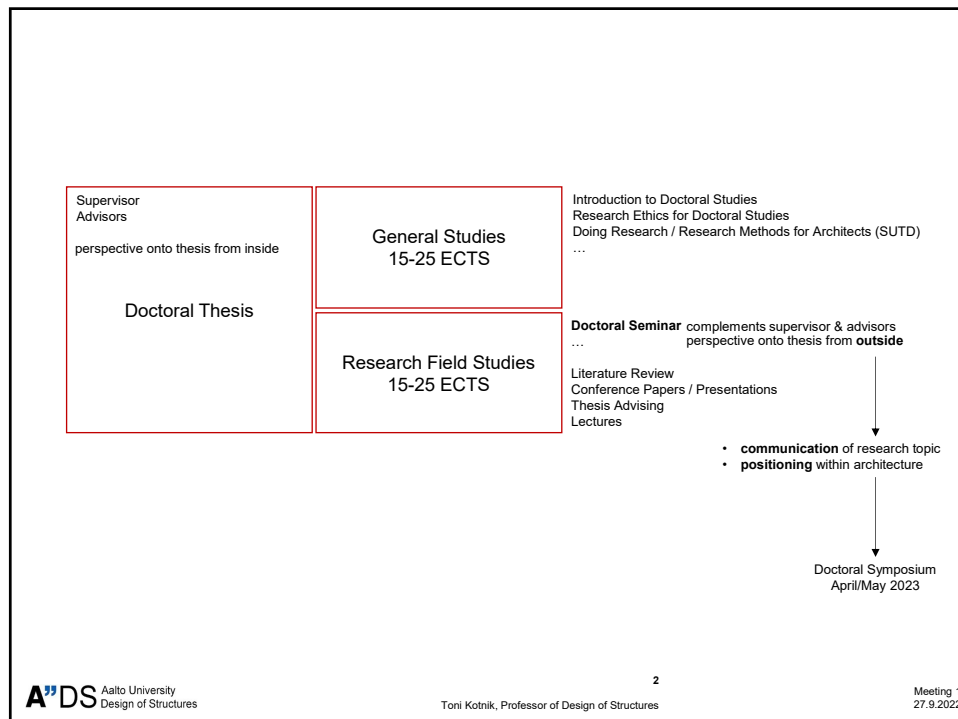 Supervisor
Advisors
perspective onto thesis from inside
Doctoral Thesis
General Studies
15-25 ECTS
Introduction to Doctoral Studies
Research Ethics for Doctoral Studies
Doing Research / Research Methods for Architects (SUTD)
…
Research Field Studies
15-25 ECTS
Doctoral Seminar complements supervisor & advisors
… perspective onto thesis from outside
Literature Review
Conference Papers / Presentations
Thesis Advising
Lectures
• communication of research topic
• positioning within architecture
Doctoral Symposium
April/May 2023
2
A”DS Aalto University
Design of Structures
Toni Kotnik, Professor of Design of Structures
Meeting 1
27.9.2022